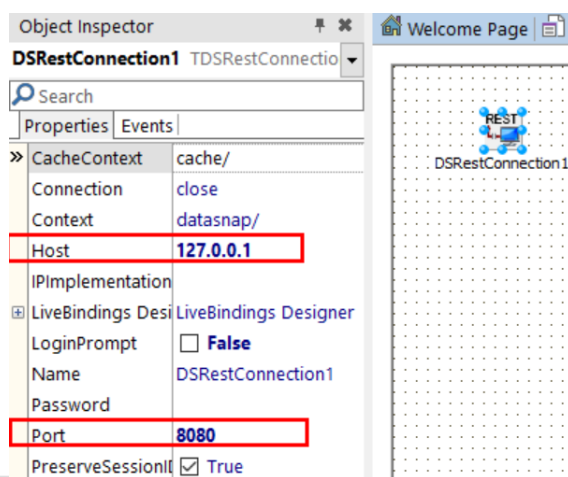 Object Inspector
Welcome Page
DSRestConnection1 TDSRestConnectio
Search
Properties Events
CacheContext cache/
Connection close
Context datasnap/
Host 127.0.0.1
IPImplementation
LiveBindings Desi LiveBindings Designer
LoginPrompt False
Name DSRestConnection1
Password
Port 8080
PreserveSessionI True
REST
DSRestConnection1